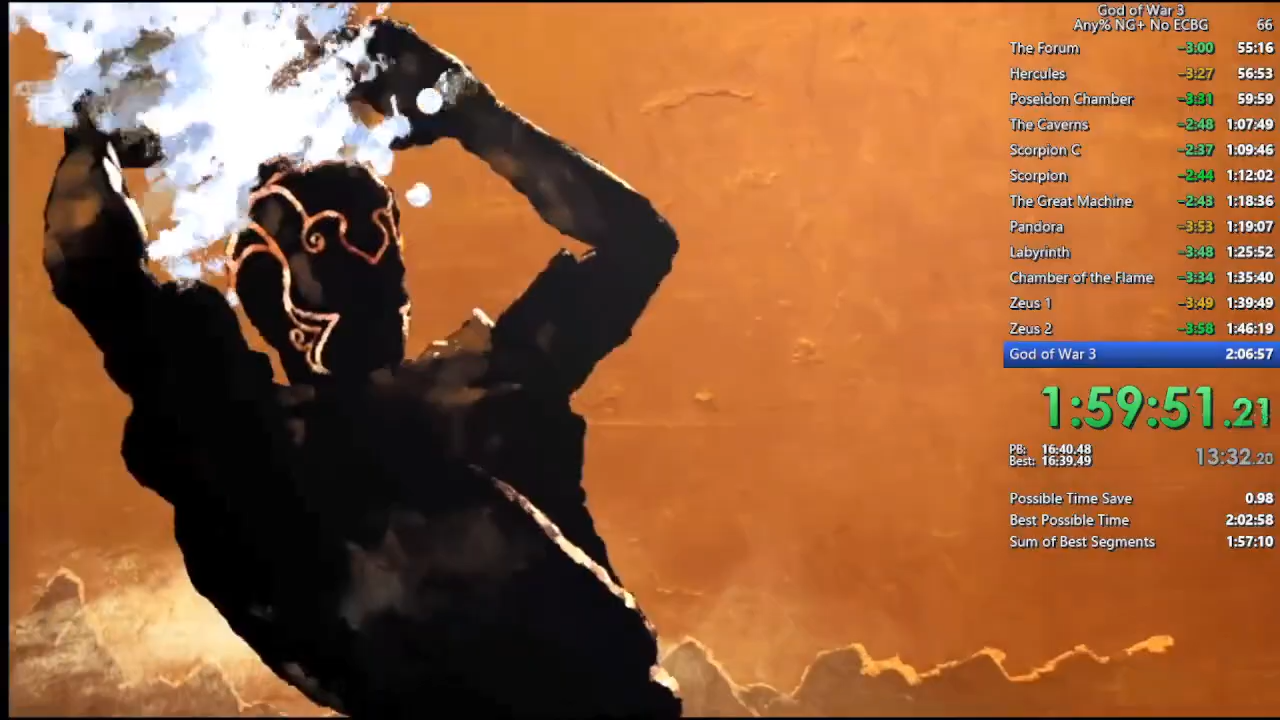 God of War 3
Any% NG+ No ECBG 66
The Forum −3:00 55:16
Hercules −3:27 56:53
Poseidon Chamber −3:31 59:59
The Caverns −2:48 1:07:49
Scorpion C −2:37 1:09:46
Scorpion −2:44 1:12:02
The Great Machine −2:43 1:18:36
Pandora −3:53 1:19:07
Labyrinth −3:48 1:25:52
Chamber of the Flame −3:34 1:35:40
Zeus 1 −3:49 1:39:49
Zeus 2 −3:58 1:46:19
God of War 3 2:06:57
1:59:51.21
PB: 16:40.48
Best: 16:39.49
13:32.20
Possible Time Save 0.98
Best Possible Time 2:02:58
Sum of Best Segments 1:57:10